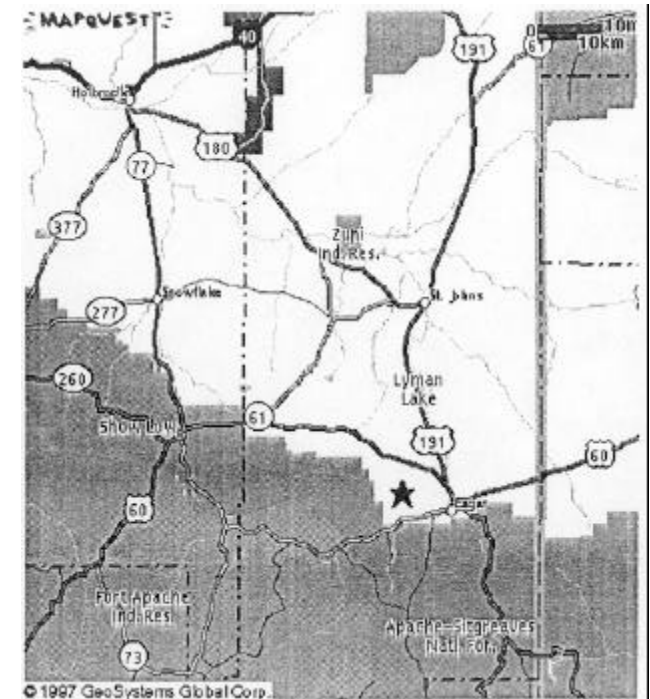 MAPQUEST
10m
0
10km
61
40
191
Holbrook
180
77
377
Zuni
Ind. Res.
Snowflake
St. Johns
277
260
Lyman
Lake
61
Show Low
191
60
Eagar
60
Fort Apache
Ind. Res.
Apache-Sitgreaves
Natl For.
73
© 1997 GeoSystems Global Corp.